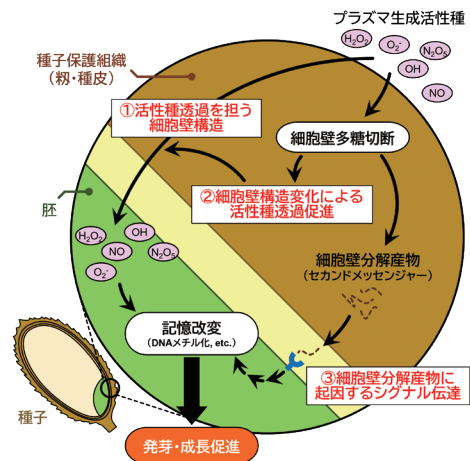 プラズマ生成活性種
H₂O₂
O₂⁻
N₂O₅
OH
NO
種子保護組織
(籾・種皮)
①活性種透過を担う
細胞壁構造
細胞壁多糖切断
②細胞壁構造変化による
活性種透過促進
胚
H₂O₂
OH
NO
N₂O₅
O₂⁻
細胞壁分解産物
(セカンドメッセンジャー)
記憶改変
(DNAメチル化, etc.)
③細胞壁分解産物に
起因するシグナル伝達
種子
発芽・成長促進